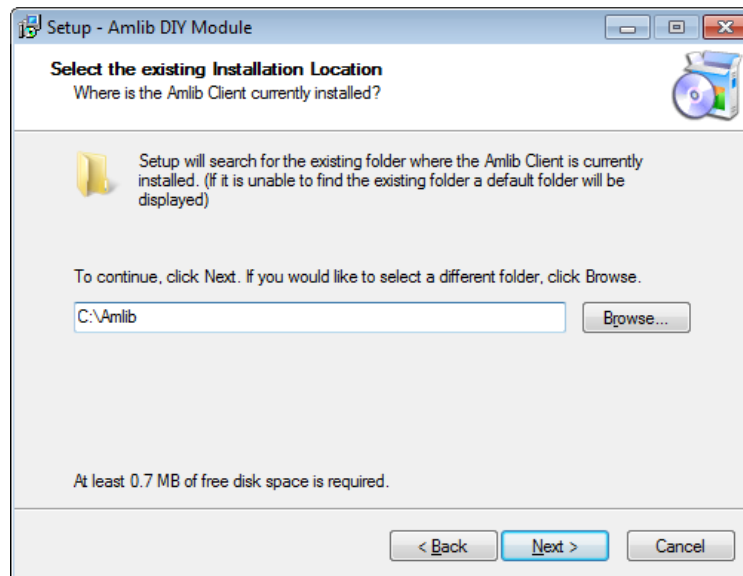 Setup - Amlib DIY Module
Select the existing Installation Location
Where is the Amlib Client currently installed?
Setup will search for the existing folder where the Amlib Client is currently
installed. (If it is unable to find the existing folder a default folder will be
displayed)
To continue, click Next. If you would like to select a different folder, click Browse.
C:\Amlib
Browse...
At least 0.7 MB of free disk space is required.
< Back
Next >
Cancel